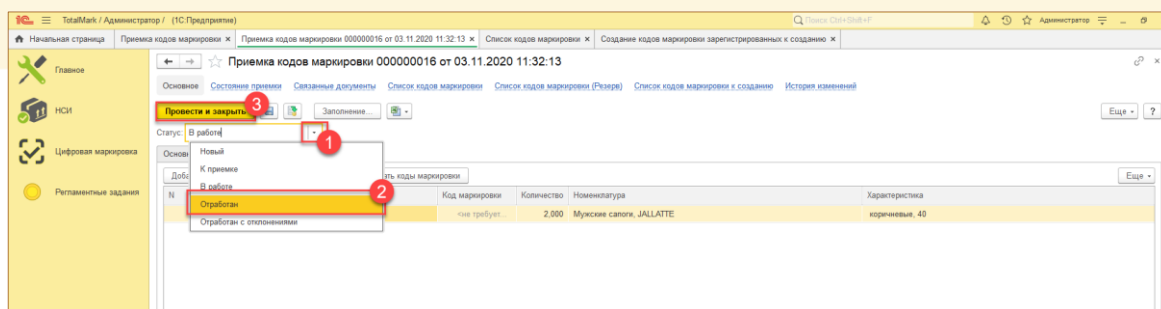 1С TotalMark / Администратор / (1С:Предприятие) Поиск Ctrl+Shift+F Администратор
Начальная страница Приемка кодов маркировки × Приемка кодов маркировки 000000016 от 03.11.2020 11:32:13 × Список кодов маркировки × Создание кодов маркировки зарегистрированных к созданию ×
Главное
НСИ
Цифровая маркировка
Регламентные задания
Приемка кодов маркировки 000000016 от 03.11.2020 11:32:13
Основное Состояние приемки Связанные документы Список кодов маркировки Список кодов маркировки (Резерв) Список кодов маркировки к созданию История изменений
Провести и закрыть 3 Заполнение... Еще ?
Статус: В работе 1
Новый
К приемке
В работе
Отработан 2
Отработан с отклонениями
коды маркировки Еще
N Код маркировки Количество Номенклатура Характеристика
<не требует... 2,000 Мужские сапоги, JALLATTE коричневые, 40